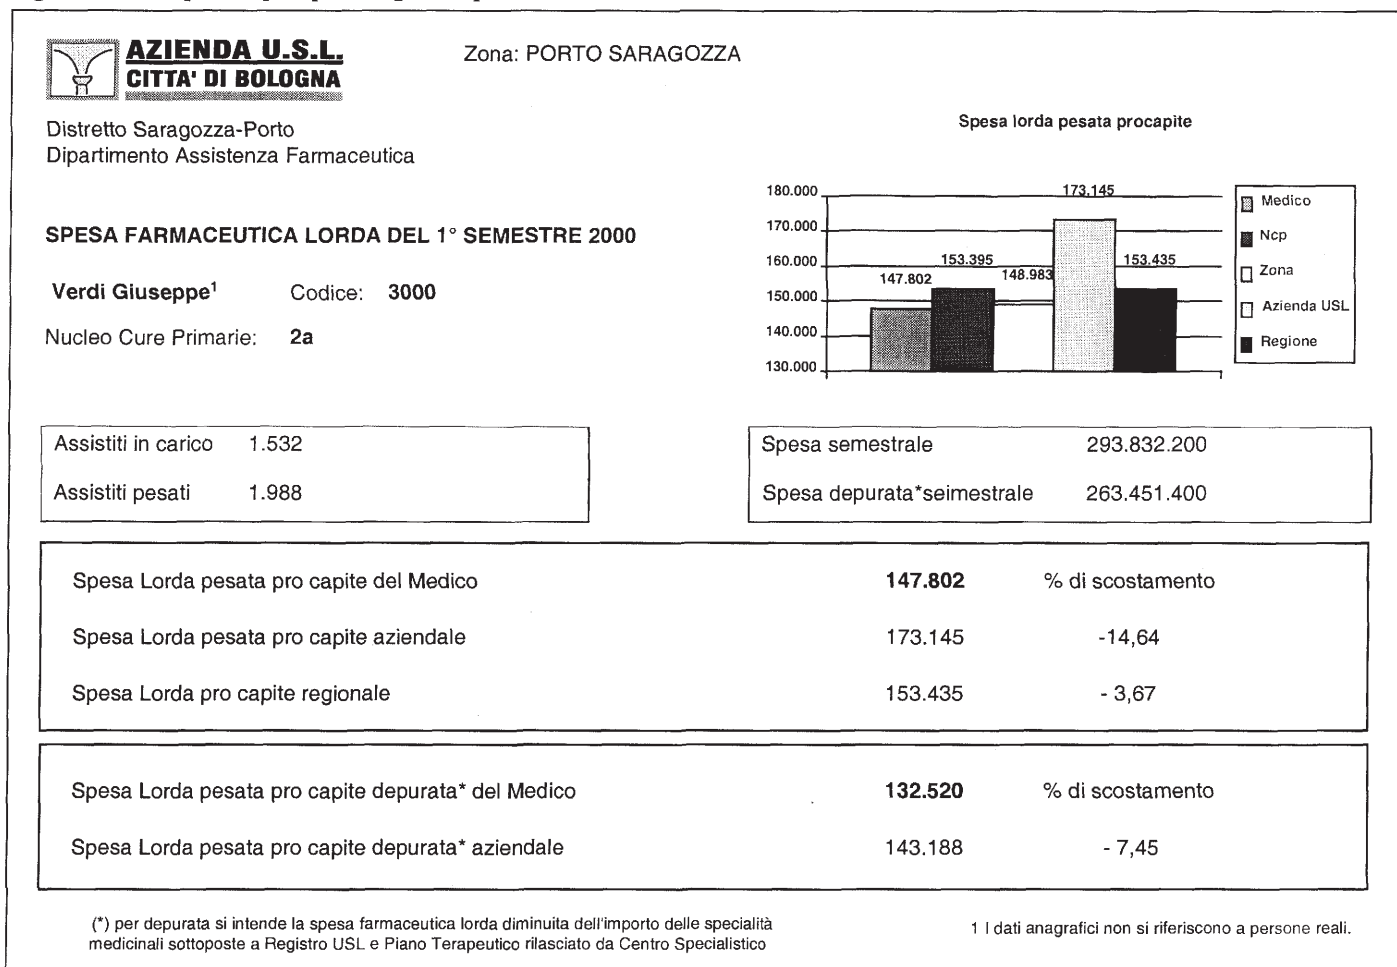 AZIENDA U.S.L.
CITTA' DI BOLOGNA
Zona: PORTO SARAGOZZA
Distretto Saragozza-Porto
Dipartimento Assistenza Farmaceutica
SPESA FARMACEUTICA LORDA DEL 1° SEMESTRE 2000
Verdi Giuseppe¹ Codice: 3000
Nucleo Cure Primarie: 2a
Spesa lorda pesata procapite
180.000
170.000
160.000
150.000
140.000
130.000
147.802
153.395
148.983
173.145
153.435
Medico
Ncp
Zona
Azienda USL
Regione
Assistiti in carico 1.532
Assistiti pesati 1.988
Spesa semestrale 293.832.200
Spesa depurata*seimestrale 263.451.400
Spesa Lorda pesata pro capite del Medico 147.802 % di scostamento
Spesa Lorda pesata pro capite aziendale 173.145 -14,64
Spesa Lorda pro capite regionale 153.435 - 3,67
Spesa Lorda pesata pro capite depurata* del Medico 132.520 % di scostamento
Spesa Lorda pesata pro capite depurata* aziendale 143.188 - 7,45
(*) per depurata si intende la spesa farmaceutica lorda diminuita dell'importo delle specialità
medicinali sottoposte a Registro USL e Piano Terapeutico rilasciato da Centro Specialistico
1 I dati anagrafici non si riferiscono a persone reali.